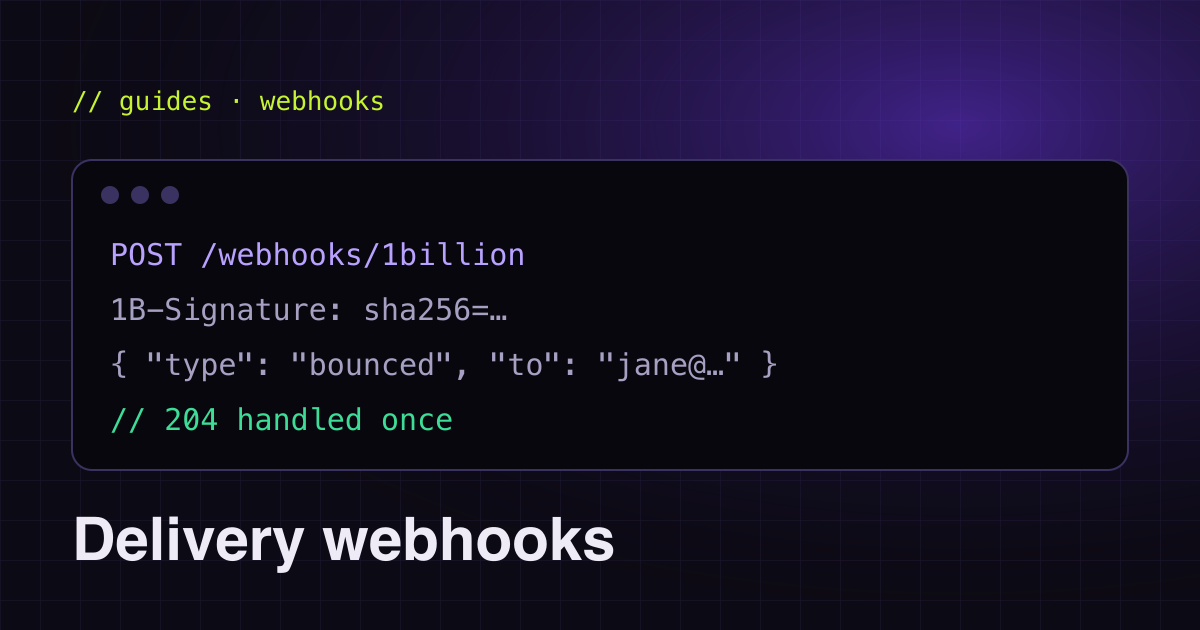 // guides · webhooks
POST /webhooks/1billion
1B–Signature: sha256=…
{ "type": "bounced", "to": "jane@…" }
// 204 handled once
Delivery webhooks